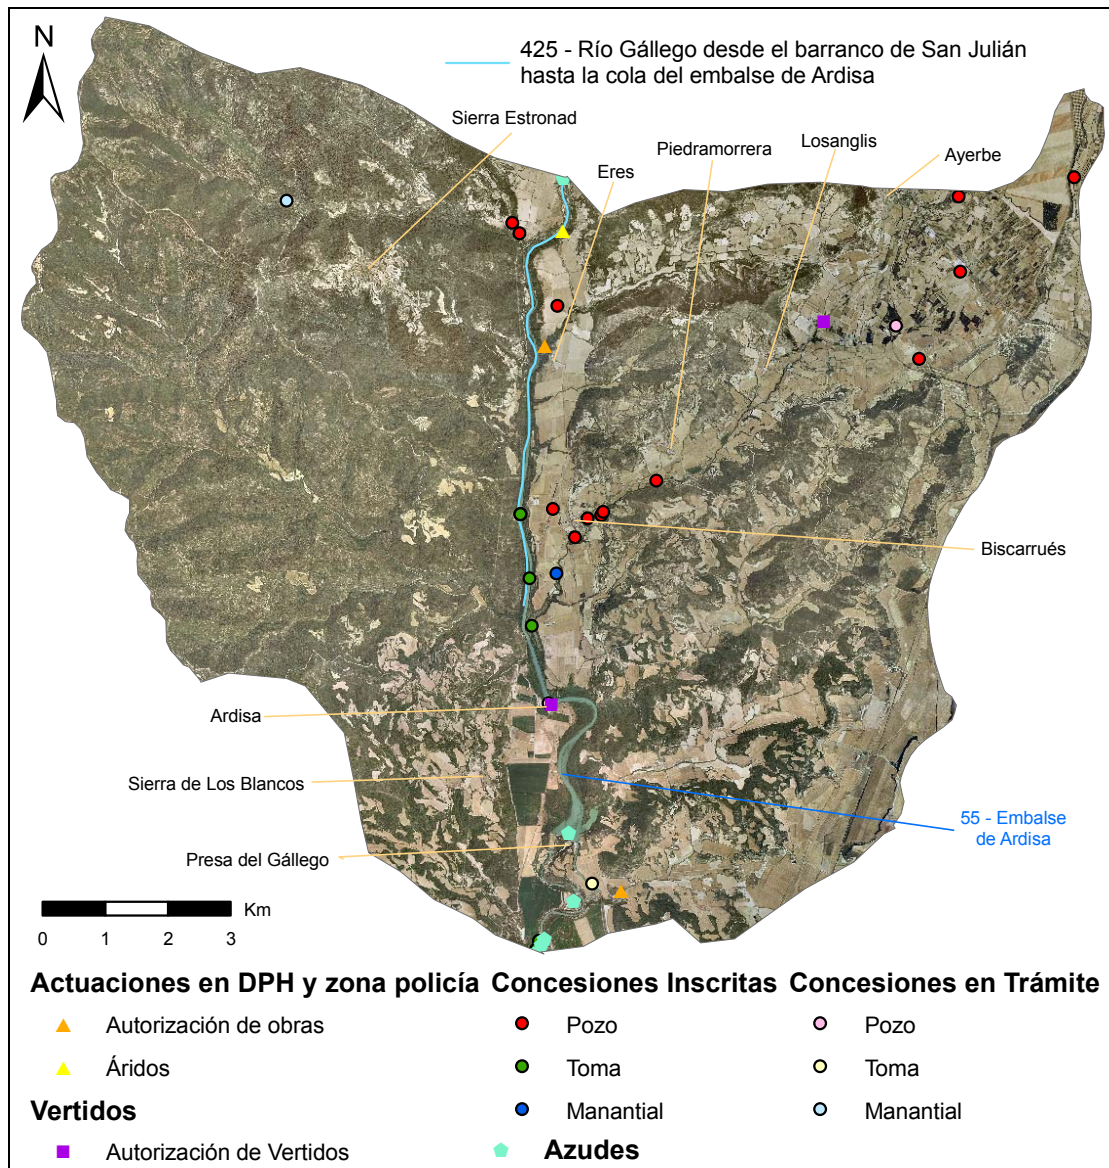 N
425 - Río Gállego desde el barranco de San Julián
hasta la cola del embalse de Ardisa
Sierra Estronad
Eres
Piedramorrera
Losanglis
Ayerbe
Biscarrués
Ardisa
Sierra de Los Blancos
55 - Embalse
de Ardisa
Presa del Gállego
Km
0 1 2 3
Actuaciones en DPH y zona policía Concesiones Inscritas Concesiones en Trámite
Autorización de obras Pozo Pozo
Áridos Toma Toma
Vertidos Manantial Manantial
Autorización de Vertidos Azudes